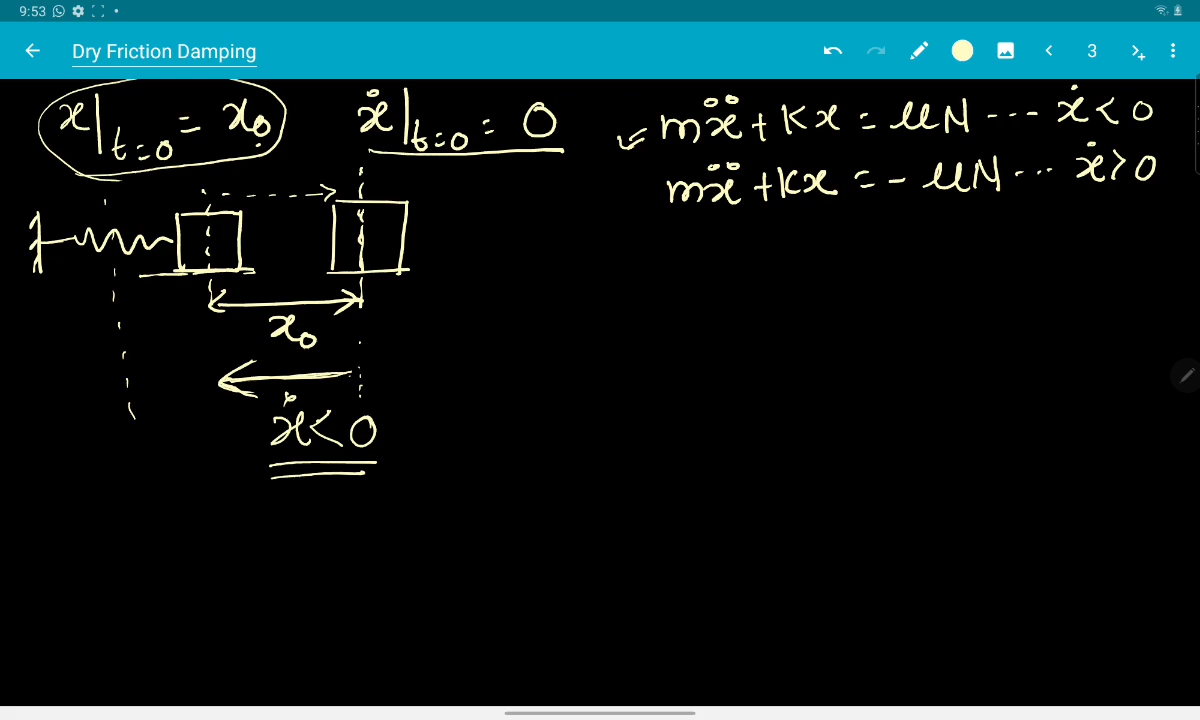 9:53
Dry Friction Damping
3
x|t=0 = x₀ ẋ|t=0 = 0
mẍ + Kx = μN --- ẋ < 0
mẍ + Kx = - μN --- ẋ > 0
x₀
ẋ < 0